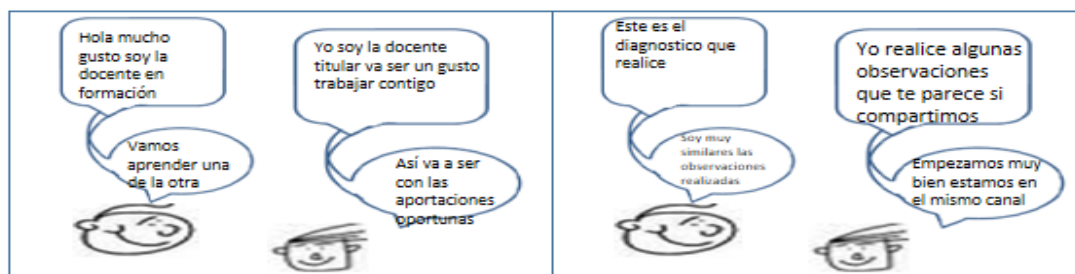 Hola mucho
gusto soy la
docente en
formación
Vamos
aprender una
de la otra
Yo soy la docente
titular va ser un gusto
trabajar contigo
Así va a ser
con las
aportaciones
oportunas
Este es el
diagnostico que
realice
Soy muy
similares las
observaciones
realizadas
Yo realice algunas
observaciones
que te parece si
compartimos
Empezamos muy
bien estamos en
el mismo canal